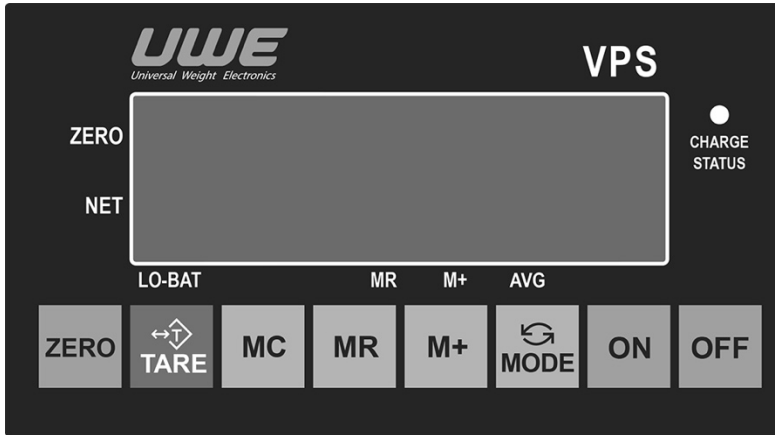 UWE
Universal Weight Electronics
VPS
ZERO
CHARGE
STATUS
NET
LO-BAT MR M+ AVG
ZERO
T
TARE
MC
MR
M+
MODE
ON
OFF